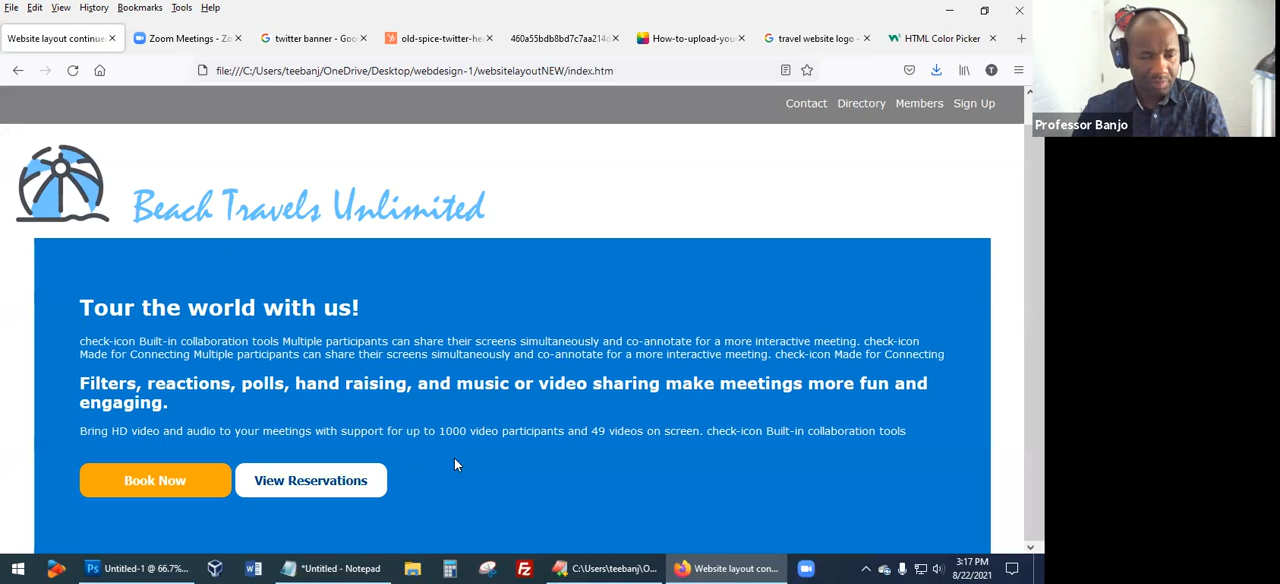 File Edit View History Bookmarks Tools Help
Website layout continue
Zoom Meetings - Zo
twitter banner - Goo
old-spice-twitter-he
460a55bdb8bd7c7aa214
How-to-upload-you
travel website logo -
HTML Color Picker
file:///C:/Users/teebanj/OneDrive/Desktop/webdesign-1/websitelayoutNEW/index.htm
T
Contact Directory Members Sign Up
Professor Banjo
Beach Travels Unlimited
Tour the world with us!
check-icon Built-in collaboration tools Multiple participants can share their screens simultaneously and co-annotate for a more interactive meeting. check-icon
Made for Connecting Multiple participants can share their screens simultaneously and co-annotate for a more interactive meeting. check-icon Made for Connecting
Filters, reactions, polls, hand raising, and music or video sharing make meetings more fun and
engaging.
Bring HD video and audio to your meetings with support for up to 1000 video participants and 49 videos on screen. check-icon Built-in collaboration tools
Book Now View Reservations
Untitled-1 @ 66.7%...
*Untitled - Notepad
C:\Users\teebanj\O...
Website layout con...
3:17 PM
8/22/2021